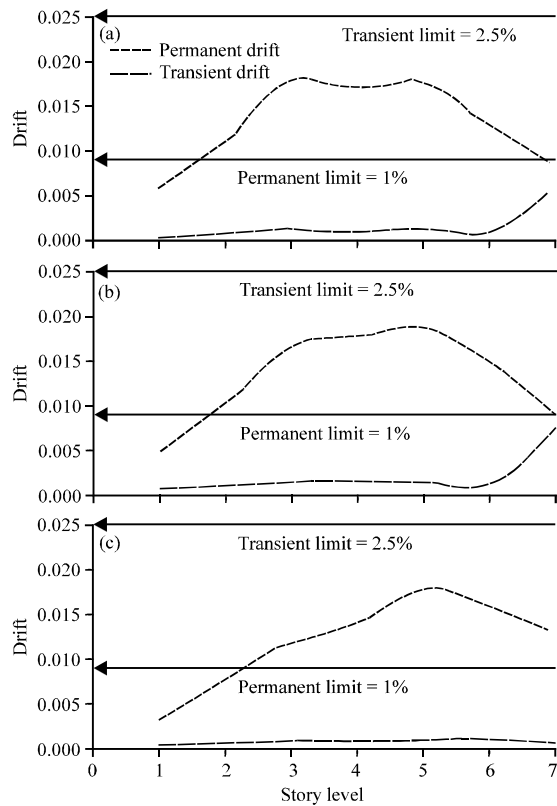 0.025
(a)
Transient limit = 2.5%
Permanent drift
Transient drift
0.020
0.015
Drift
0.010
Permanent limit = 1%
0.005
0.000
0.025
(b)
Transient limit = 2.5%
0.020
0.015
Drift
0.010
Permanent limit = 1%
0.005
0.000
0.025
(c)
Transient limit = 2.5%
0.020
0.015
Drift
0.010
Permanent limit = 1%
0.005
0.000
0 1 2 3 4 5 6 7
Story level